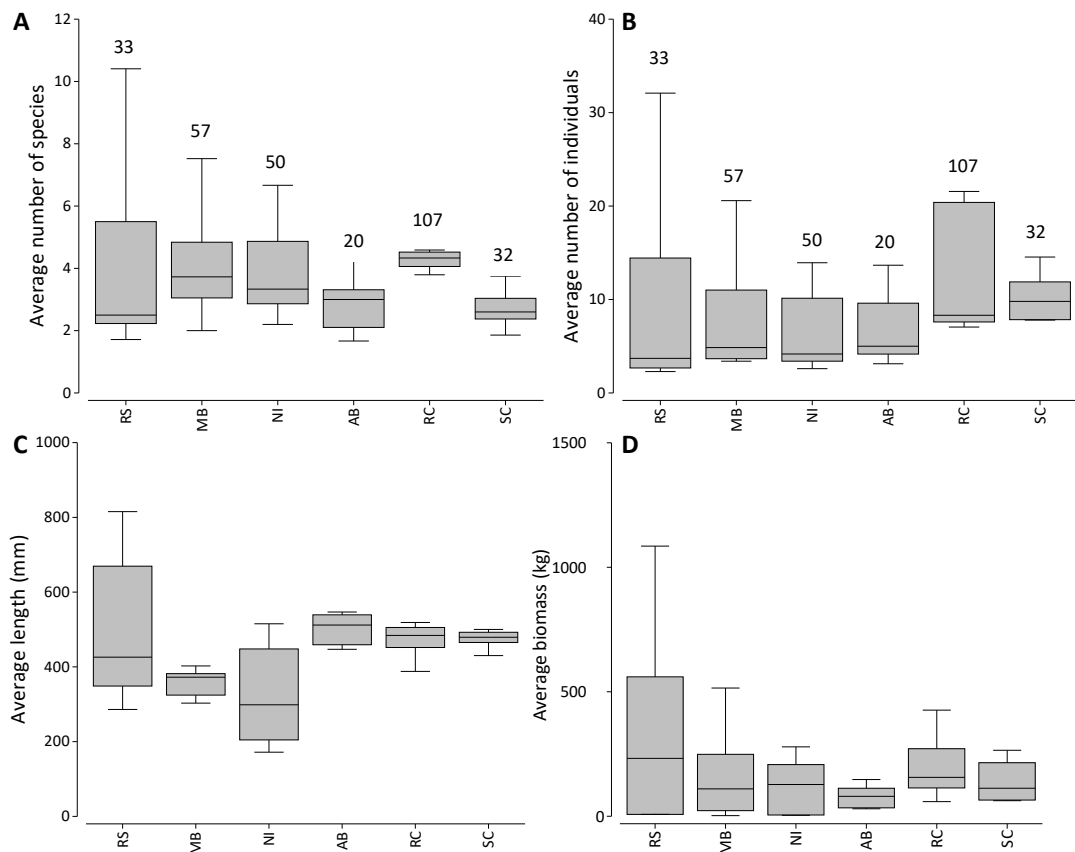 A
Average number of species
12
10
8
6
4
2
0
33
57
50
20
107
32
RS
MB
NI
AB
RC
SC
B
Average number of individuals
40
30
20
10
0
33
57
50
20
107
32
RS
MB
NI
AB
RC
SC
C
Average length (mm)
1000
800
600
400
200
0
RS
MB
NI
AB
RC
SC
D
Average biomass (kg)
1500
1000
500
0
RS
MB
NI
AB
RC
SC